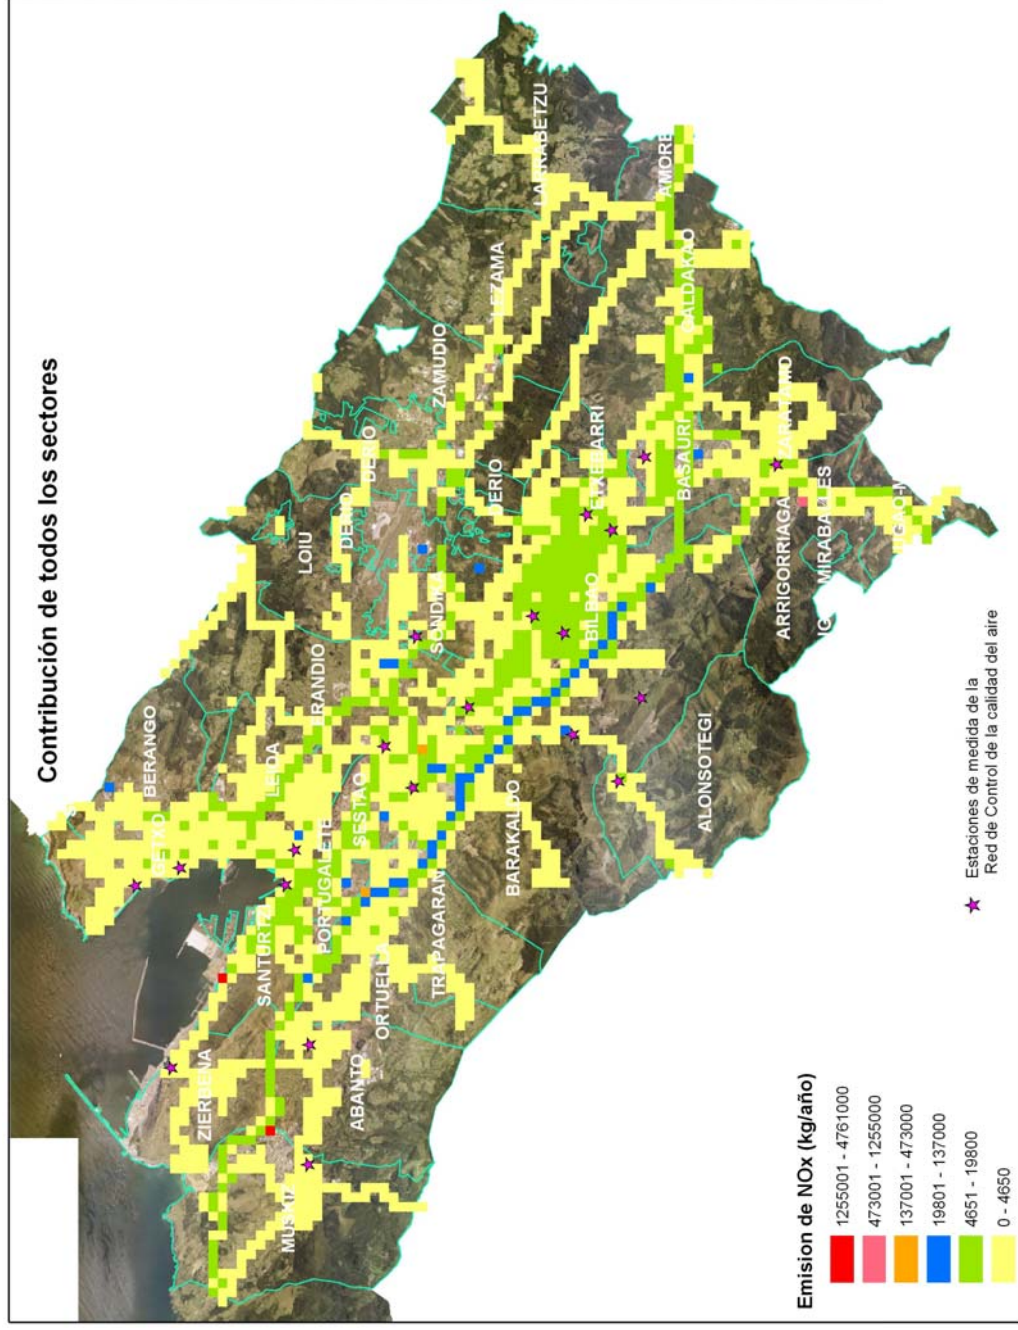 Contribución de todos los sectores
BERANGO
GETXO
LEIOA
ERANDIO
LOIU
DERIO
DERIO
DERIO
SONDIKA
ZAMUDIO
LEZAMA
LARRABETZU
ZIERBENA
SANTURTZI
PORTUGALETE
SESTAO
MUSKIZ
ABANTO
ORTUELLA
TRAPAGARAN
BARAKALDO
BILBAO
ETXEBARRI
BASAURI
GALDAKAO
AMOREB
ALONSOTEGI
ARRIGORRIAGA
ZARATAMO
MIRABALLES
UGAO-M
Emision de NOx (kg/año)
1255001 - 4761000
473001 - 1255000
137001 - 473000
19801 - 137000
4651 - 19800
0 - 4650
Estaciones de medida de la
Red de Control de la calidad del aire